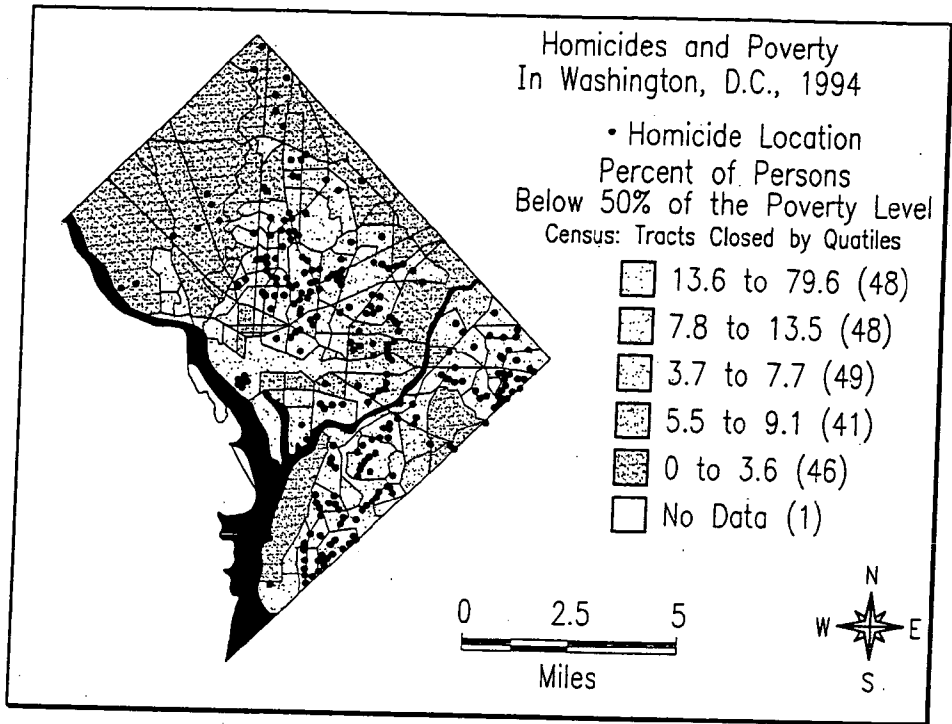 Homicides and Poverty
In Washington, D.C., 1994
• Homicide Location
Percent of Persons
Below 50% of the Poverty Level
Census: Tracts Closed by Quatiles
13.6 to 79.6 (48)
7.8 to 13.5 (48)
3.7 to 7.7 (49)
5.5 to 9.1 (41)
0 to 3.6 (46)
No Data (1)
0 2.5 5
Miles
N
W E
S